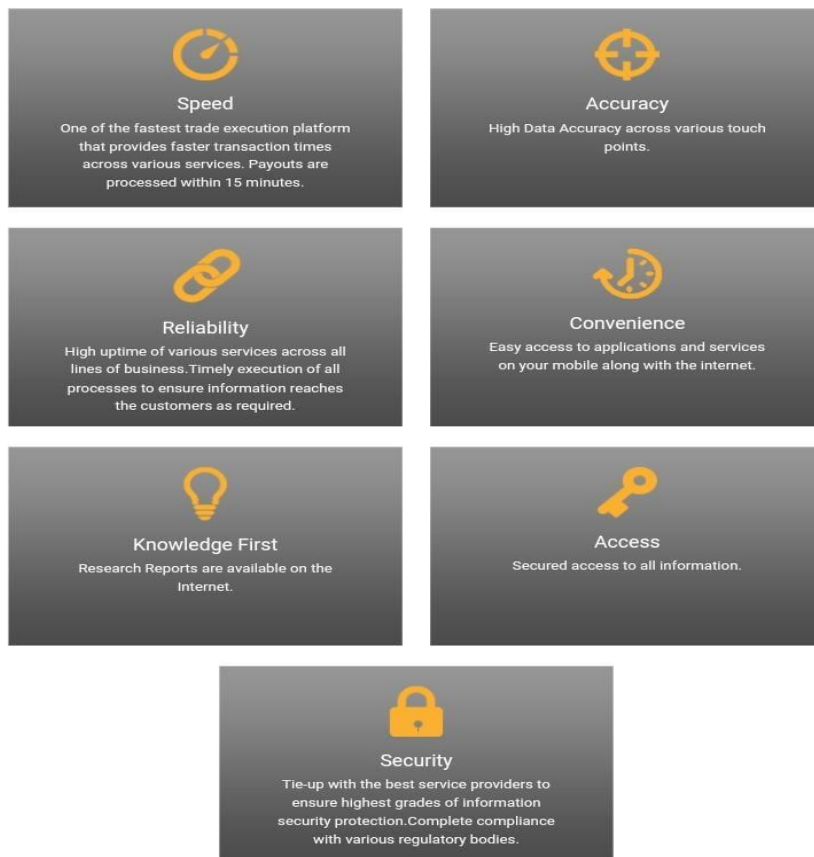 Speed
One of the fastest trade execution platform
that provides faster transaction times
across various services. Payouts are
processed within 15 minutes.
Accuracy
High Data Accuracy across various touch
points.
Reliability
High uptime of various services across all
lines of business.Timely execution of all
processes to ensure information reaches
the customers as required.
Convenience
Easy access to applications and services
on your mobile along with the internet.
Knowledge First
Research Reports are available on the
Internet.
Access
Secured access to all information.
Security
Tie-up with the best service providers to
ensure highest grades of information
security protection.Complete compliance
with various regulatory bodies.